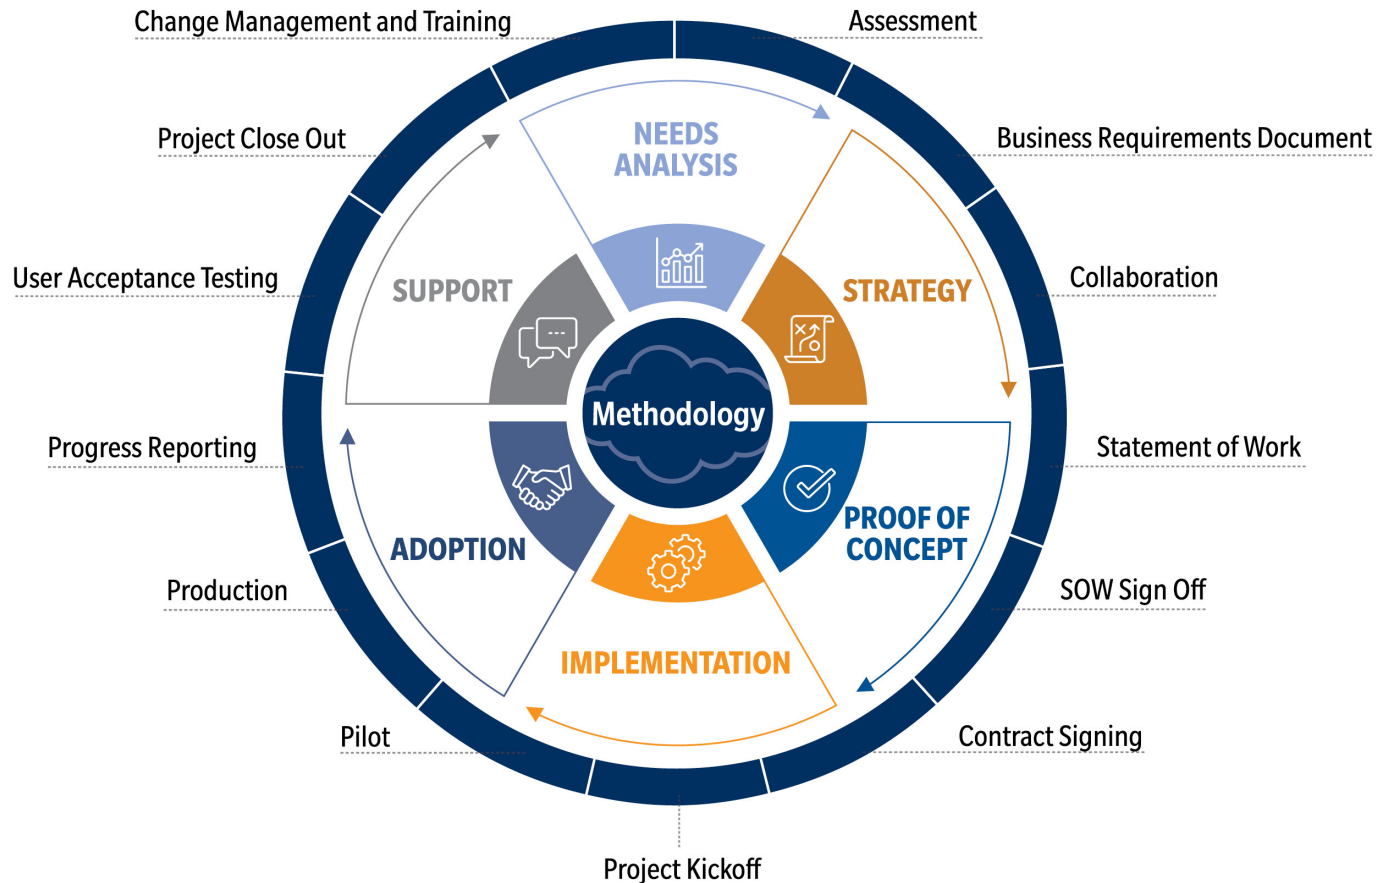 Change Management and Training
Assessment
Project Close Out
Business Requirements Document
User Acceptance Testing
Collaboration
Progress Reporting
Statement of Work
Production
SOW Sign Off
Pilot
Contract Signing
Project Kickoff
NEEDS
ANALYSIS
STRATEGY
PROOF OF
CONCEPT
IMPLEMENTATION
ADOPTION
SUPPORT
Methodology